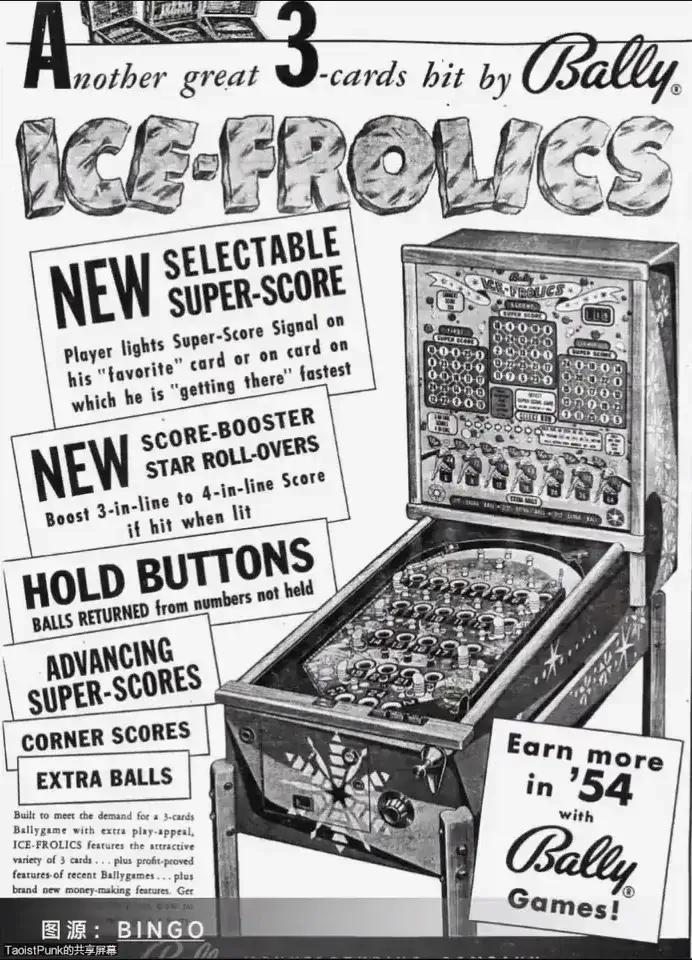 Another great 3-cards hit by Bally®
ICE-FROLICS
NEW SELECTABLE
SUPER-SCORE
Player lights Super-Score Signal on
his "favorite" card or on card on
which he is "getting there" fastest
NEW SCORE-BOOSTER
STAR ROLL-OVERS
Boost 3-in-line to 4-in-line Score
if hit when lit
HOLD BUTTONS
BALLS RETURNED from numbers not held
ADVANCING
SUPER-SCORES
CORNER SCORES
EXTRA BALLS
Built to meet the demand for a 3-cards
Ballygame with extra play-appeal,
ICE-FROLICS features the attractive
variety of 3 cards . . . plus profit-proved
features of recent Ballygames . . . plus
brand new money-making features. Get
Bally
ICE-FROLICS
SUPER SCORE
SUPER SCORE
SUPER SCORE
EXTRA BALLS
Earn more
in '54
with
Bally®
Games!
图源：BINGO
TaoistPunk的共享屏幕